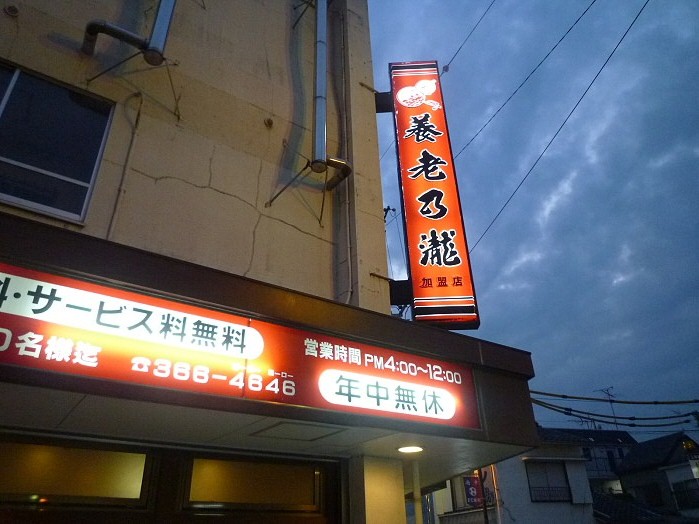 養老乃瀧
加盟店
料・サービス料無料
0名様迄
☎368-4646
営業時間 PM4:00〜12:00
年中無休